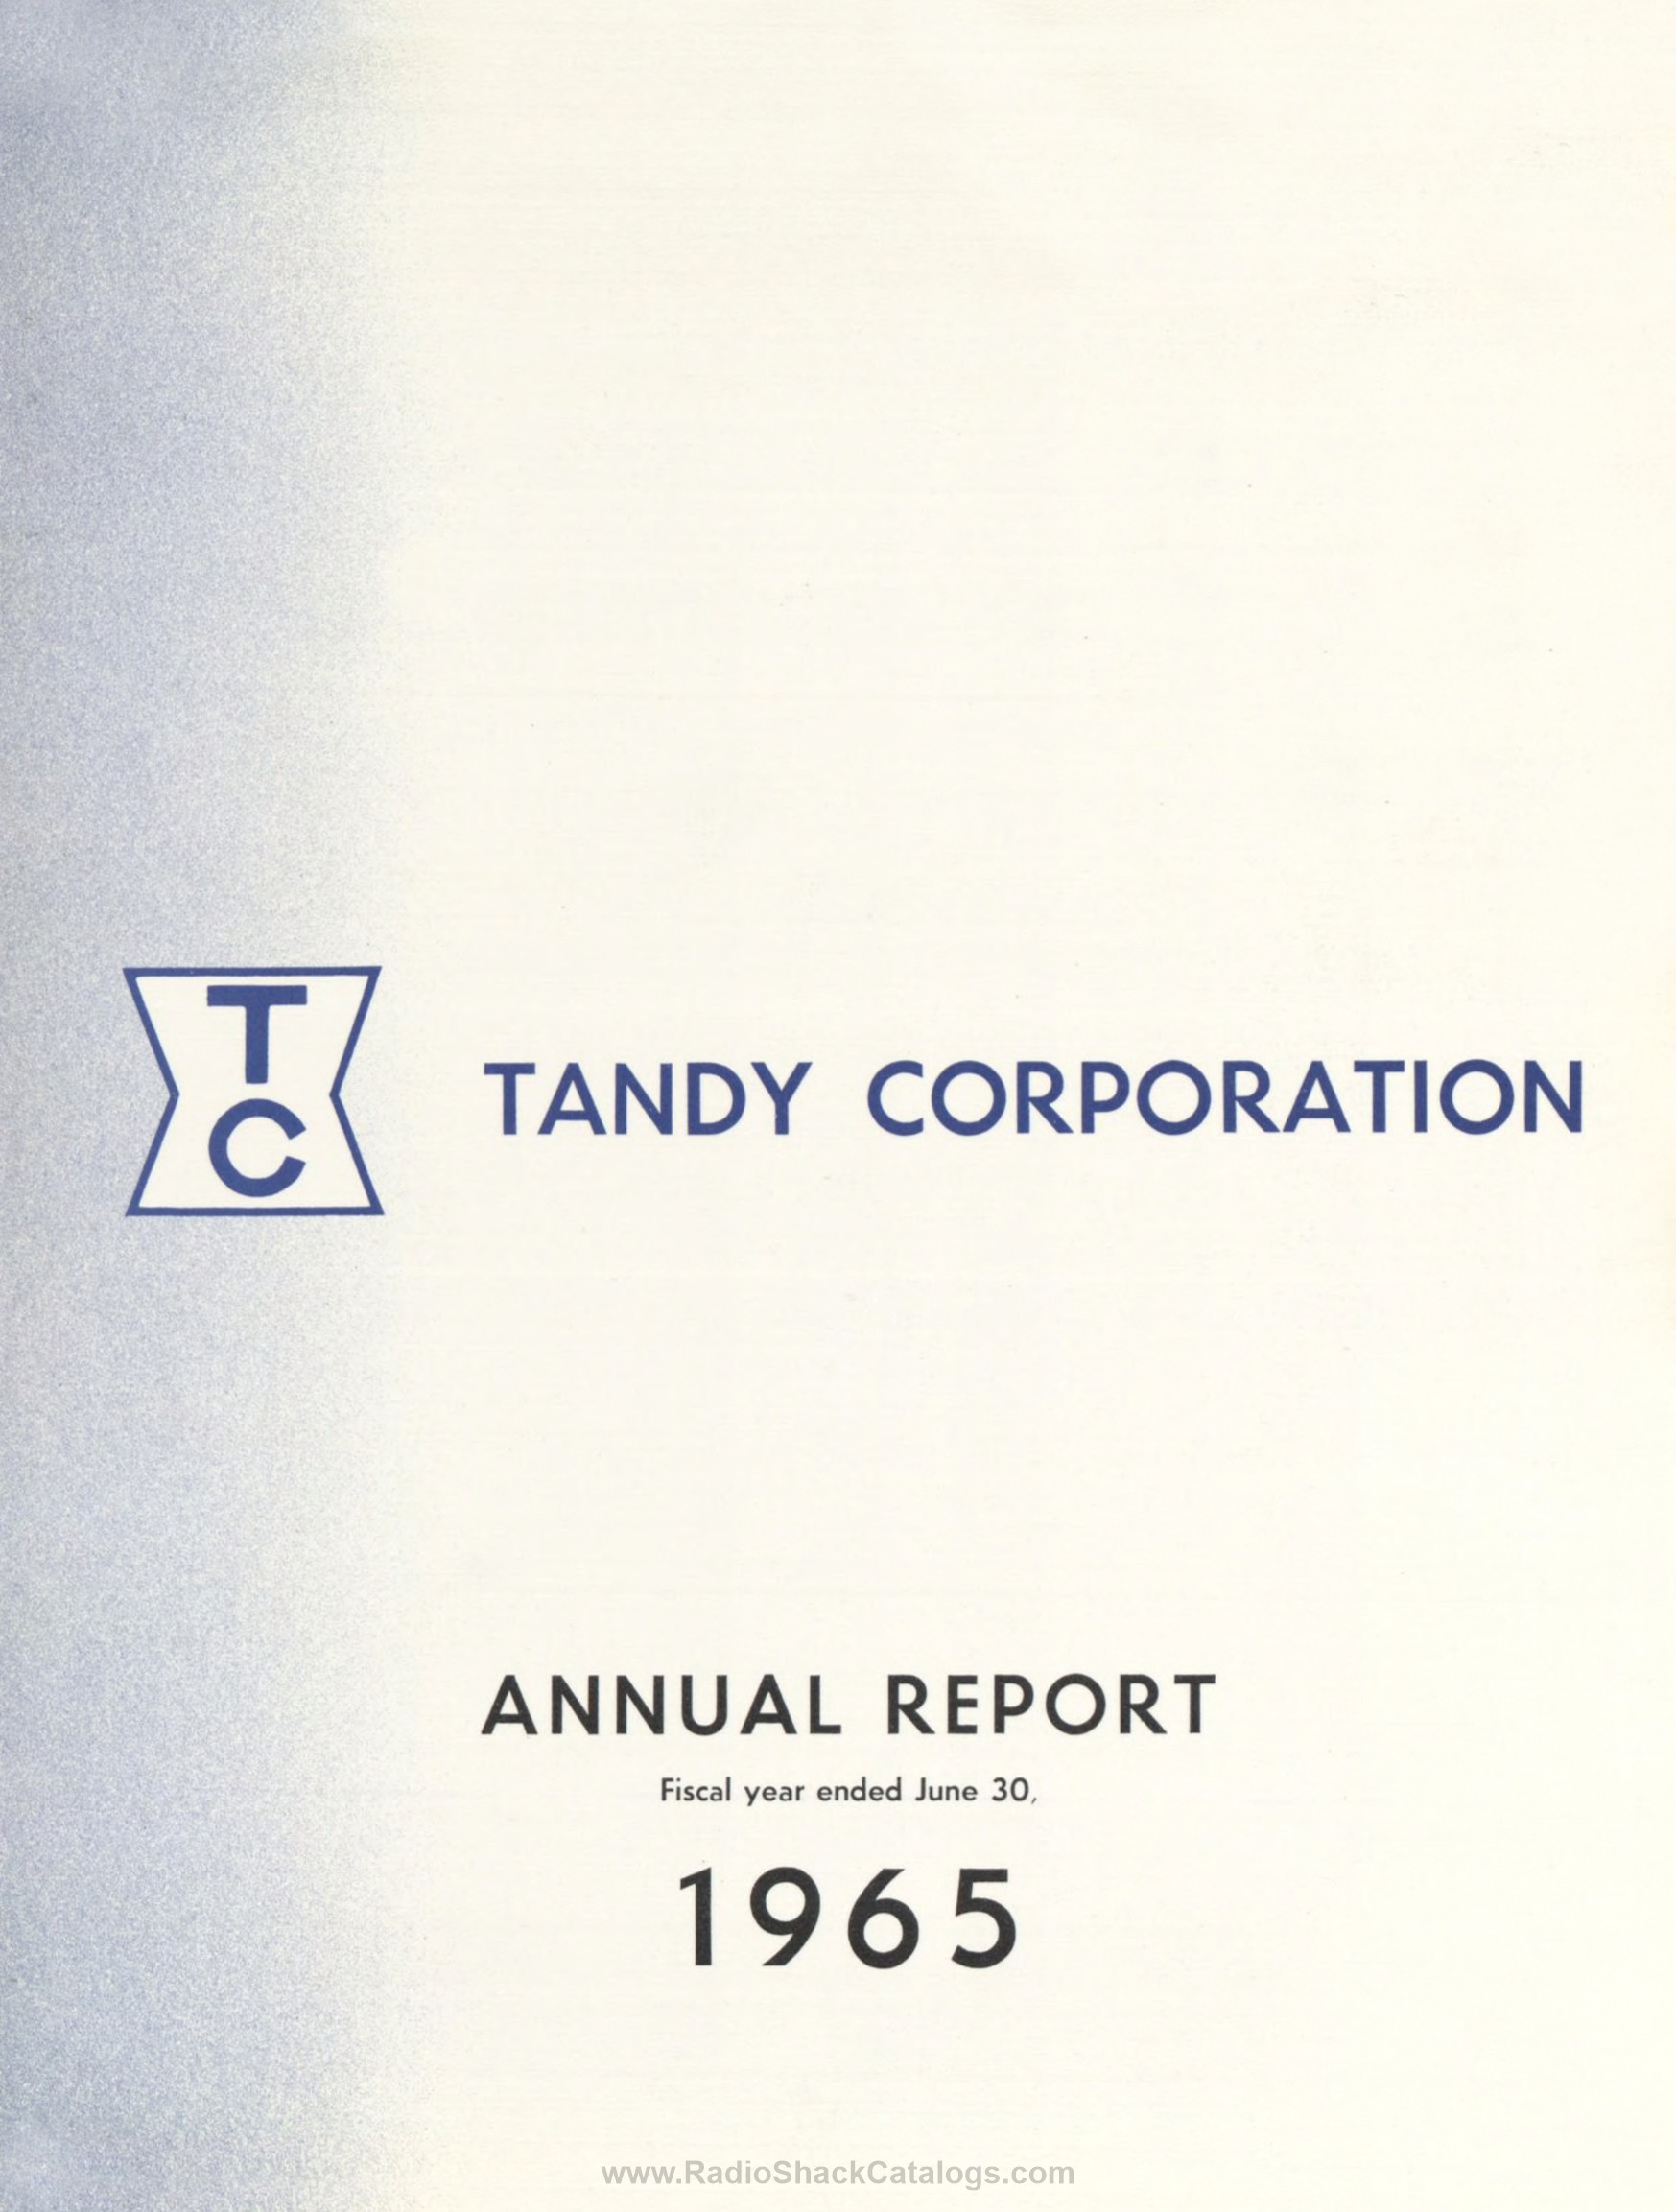 T
C
TANDY CORPORATION
ANNUAL REPORT
Fiscal year ended June 30,
1965
www.RadioShackCatalogs.com